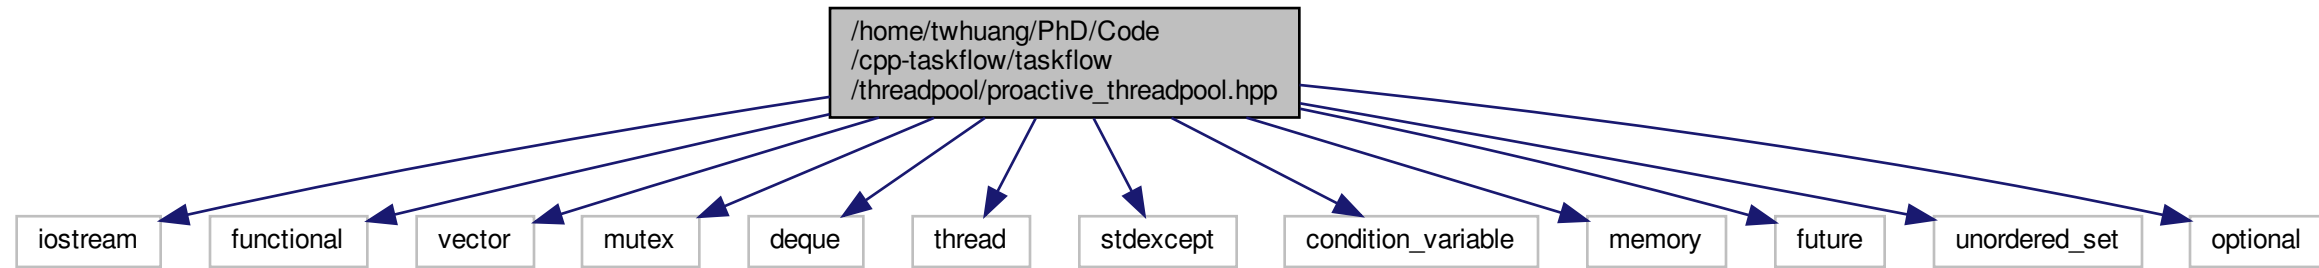 /home/twhuang/PhD/Code
/cpp-taskflow/taskflow
/threadpool/proactive_threadpool.hpp
iostream
functional
vector
mutex
deque
thread
stdexcept
condition_variable
memory
future
unordered_set
optional